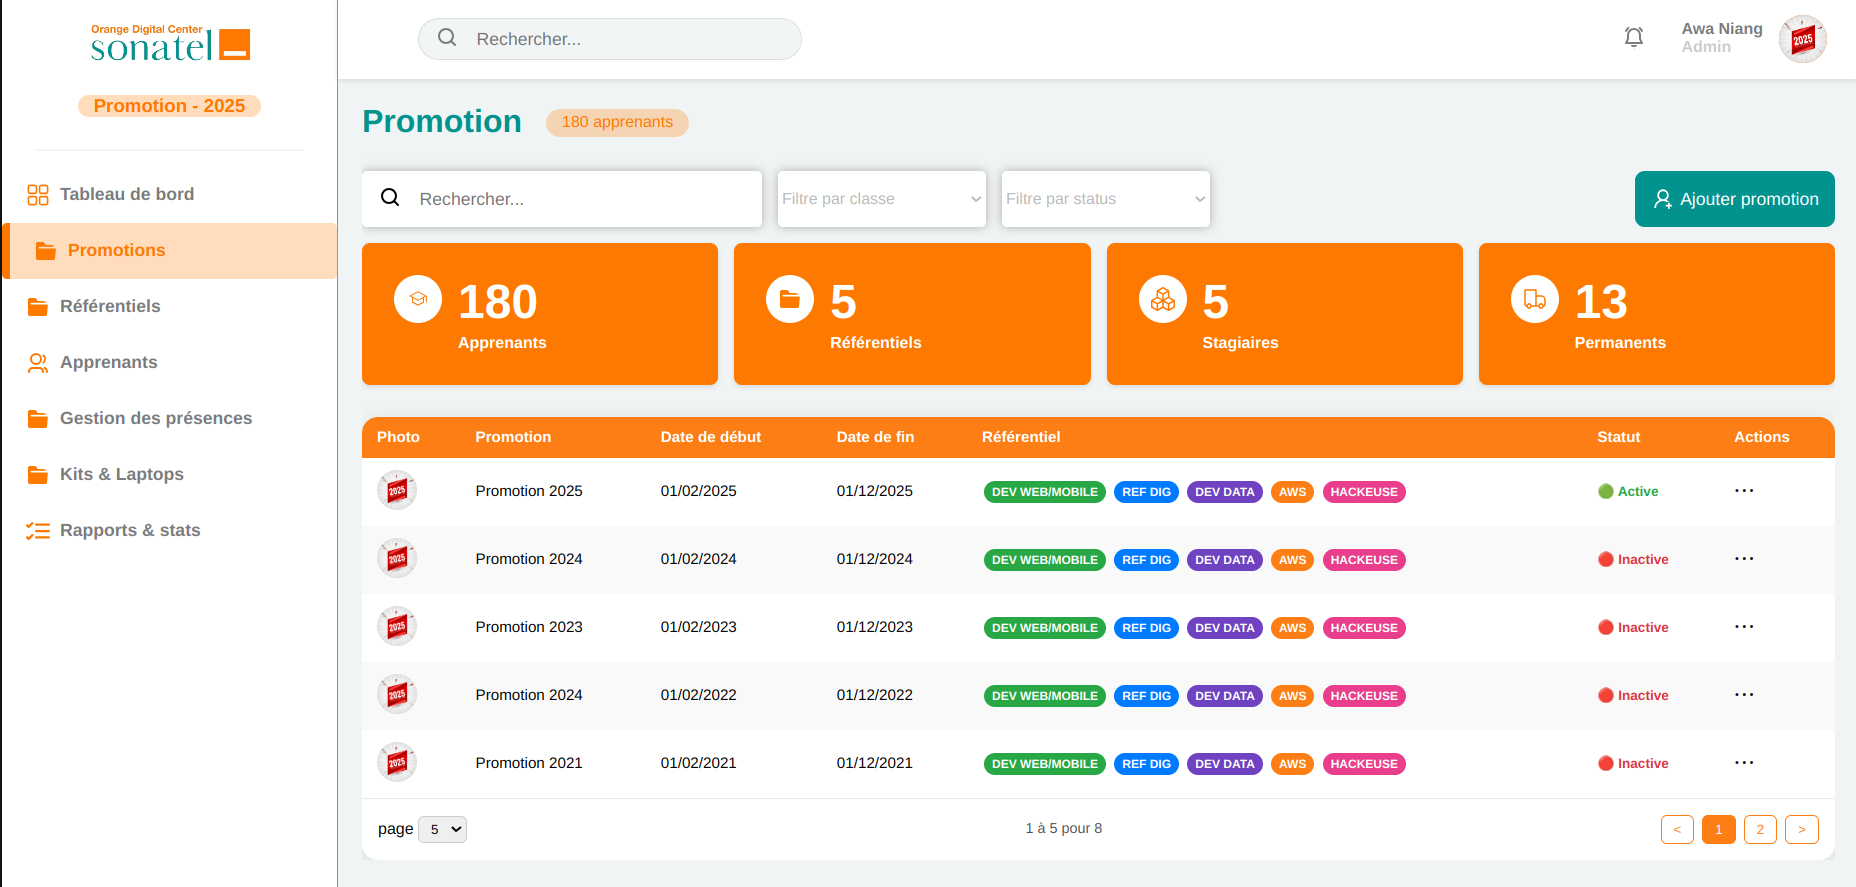 Orange Digital Center
sonatel
Promotion - 2025
Tableau de bord
Promotions
Référentiels
Apprenants
Gestion des présences
Kits & Laptops
Rapports & stats
Rechercher...
Awa Niang
Admin
2025
Promotion
180 apprenants
Rechercher...
Filtre par classe
Filtre par status
Ajouter promotion
180
Apprenants
5
Référentiels
5
Stagiaires
13
Permanents
Photo Promotion Date de début Date de fin Référentiel Statut Actions
2025 Promotion 2025 01/02/2025 01/12/2025 DEV WEB/MOBILE REF DIG DEV DATA AWS HACKEUSE Active ...
2025 Promotion 2024 01/02/2024 01/12/2024 DEV WEB/MOBILE REF DIG DEV DATA AWS HACKEUSE Inactive ...
2025 Promotion 2023 01/02/2023 01/12/2023 DEV WEB/MOBILE REF DIG DEV DATA AWS HACKEUSE Inactive ...
2025 Promotion 2024 01/02/2022 01/12/2022 DEV WEB/MOBILE REF DIG DEV DATA AWS HACKEUSE Inactive ...
2025 Promotion 2021 01/02/2021 01/12/2021 DEV WEB/MOBILE REF DIG DEV DATA AWS HACKEUSE Inactive ...
page 5 1 à 5 pour 8 < 1 2 >